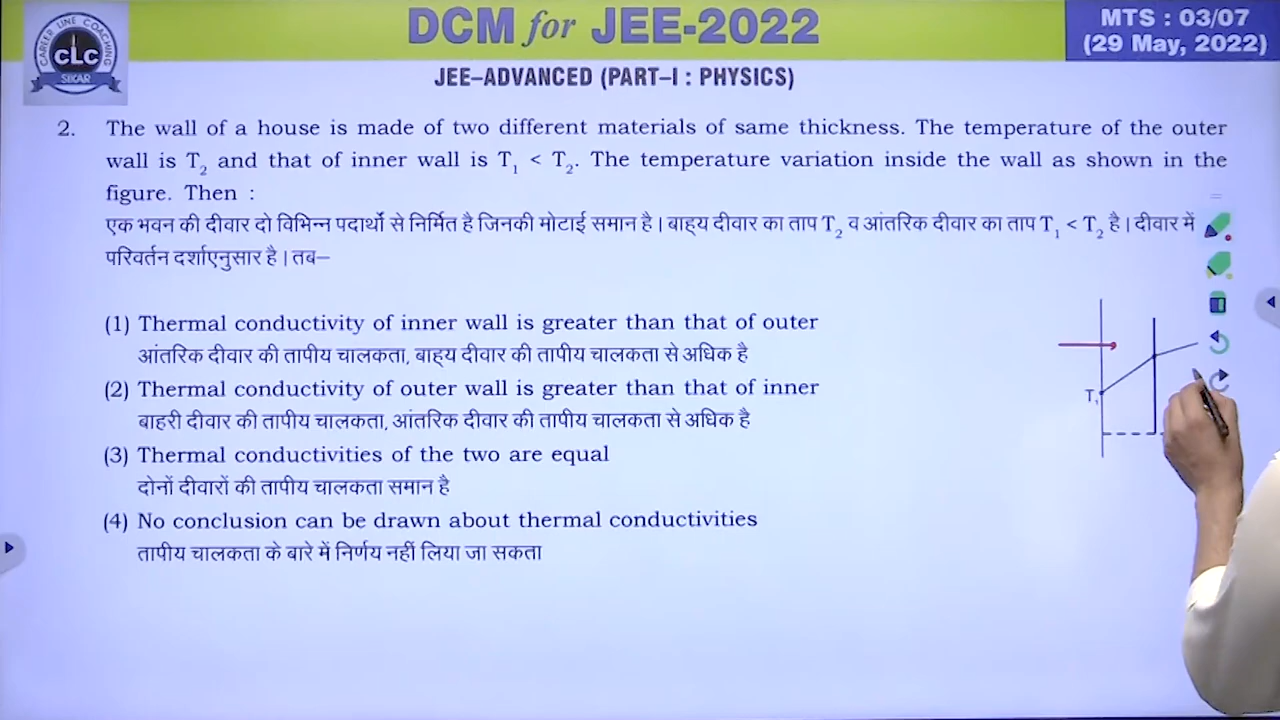 CAREER LINE COACHING
CLC
SIKAR
DCM for JEE-2022
MTS : 03/07
(29 May, 2022)
JEE–ADVANCED (PART–I : PHYSICS)
2. The wall of a house is made of two different materials of same thickness. The temperature of the outer
wall is T₂ and that of inner wall is T₁ < T₂. The temperature variation inside the wall as shown in the
figure. Then :
एक भवन की दीवार दो विभिन्न पदार्थों से निर्मित है जिनकी मोटाई समान है। बाह्य दीवार का ताप T₂ व आंतरिक दीवार का ताप T₁ < T₂ है। दीवार में
परिवर्तन दर्शाएनुसार है। तब–
(1) Thermal conductivity of inner wall is greater than that of outer
आंतरिक दीवार की तापीय चालकता, बाह्य दीवार की तापीय चालकता से अधिक है
(2) Thermal conductivity of outer wall is greater than that of inner
बाहरी दीवार की तापीय चालकता, आंतरिक दीवार की तापीय चालकता से अधिक है
(3) Thermal conductivities of the two are equal
दोनों दीवारों की तापीय चालकता समान है
(4) No conclusion can be drawn about thermal conductivities
तापीय चालकता के बारे में निर्णय नहीं लिया जा सकता
T₁